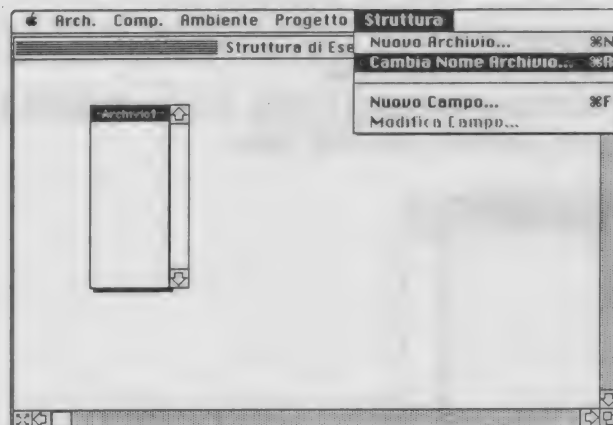 Arch. Comp. Ambiente Progetto Struttura
Struttura di Ese
Nuovo Archivio... ⌘N
Cambia Nome Archivio... ⌘R
Nuovo Campo... ⌘F
Modifica Campo...
Archivio1